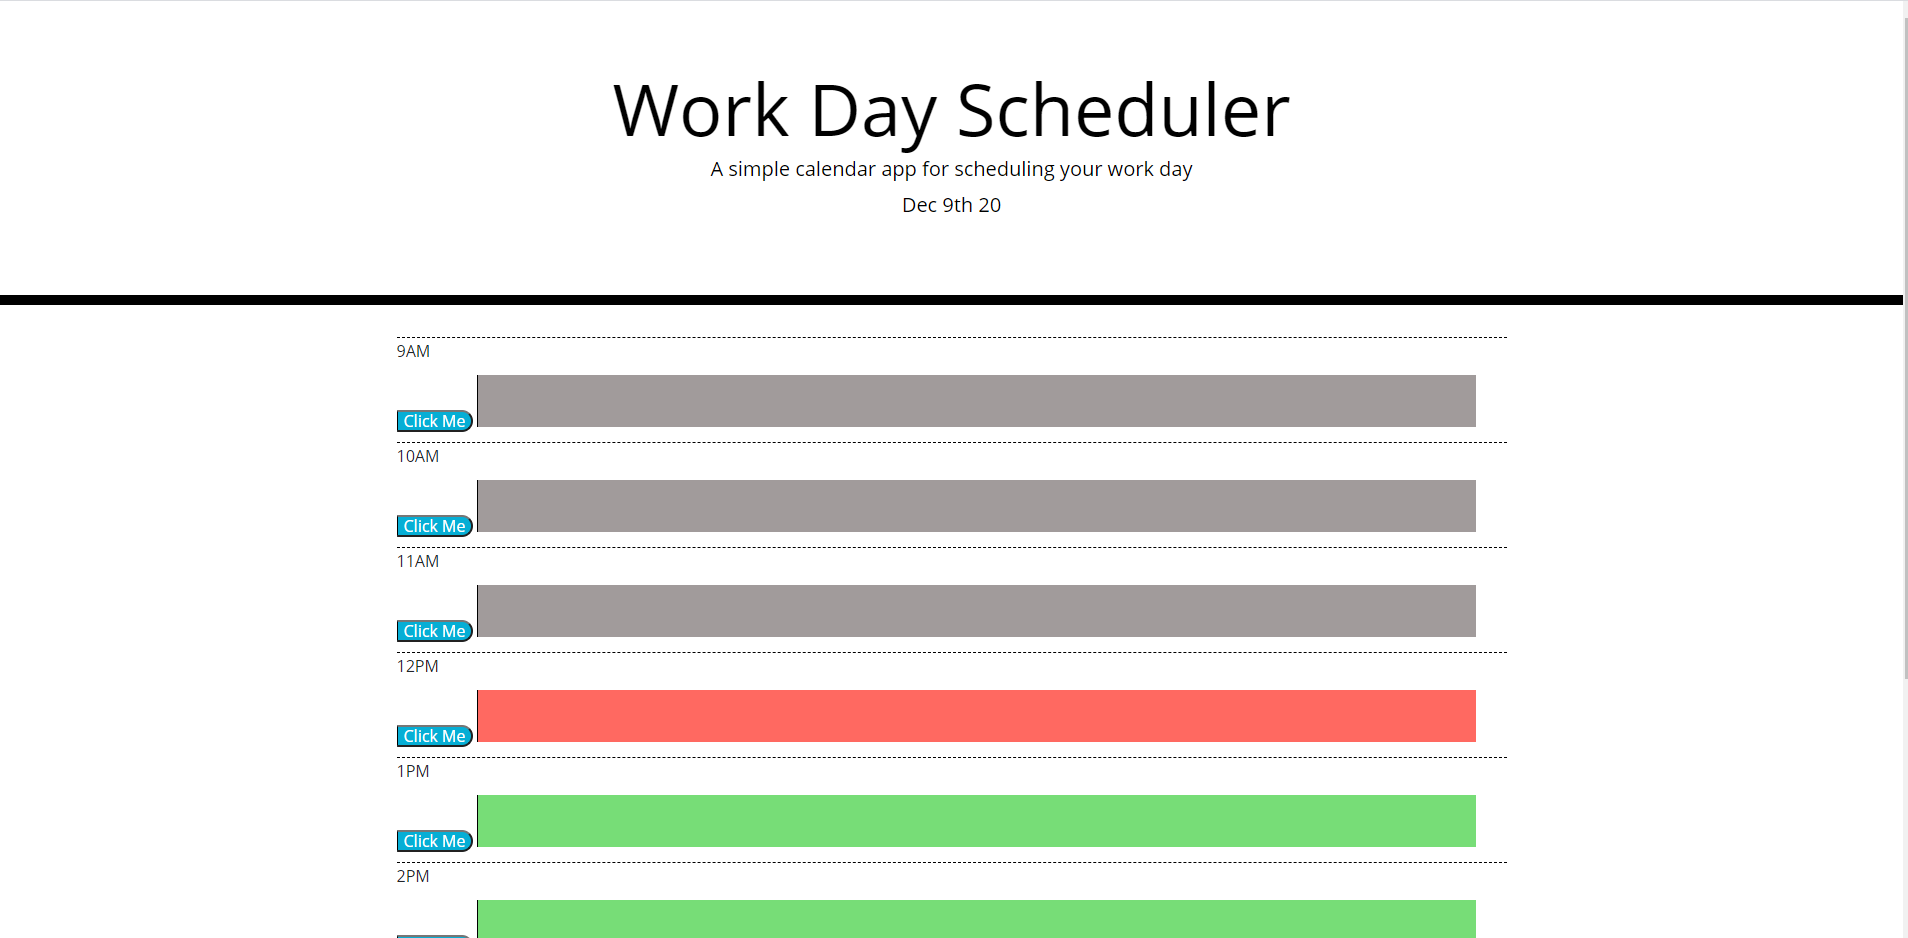 Work Day Scheduler
A simple calendar app for scheduling your work day
Dec 9th 20
9AM
Click Me
10AM
Click Me
11AM
Click Me
12PM
Click Me
1PM
Click Me
2PM